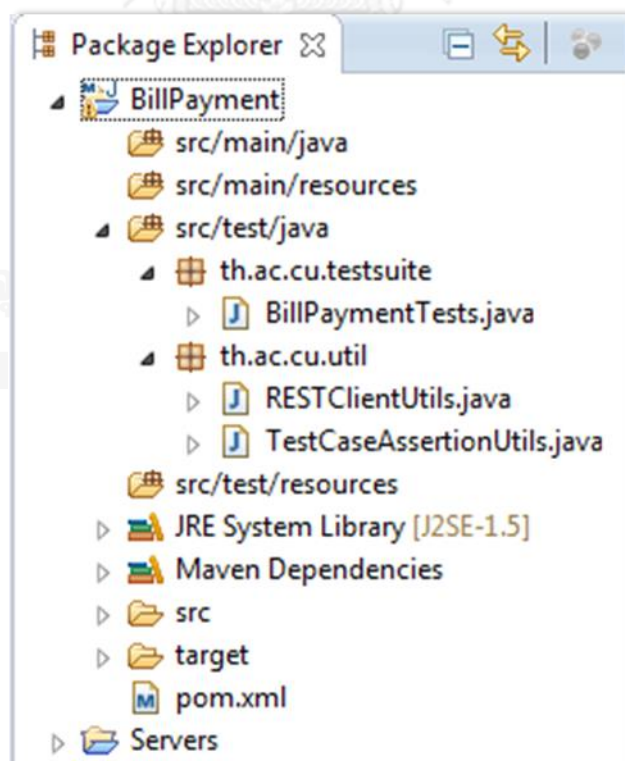 Package Explorer
BillPayment
src/main/java
src/main/resources
src/test/java
th.ac.cu.testsuite
BillPaymentTests.java
th.ac.cu.util
RESTClientUtils.java
TestCaseAssertionUtils.java
src/test/resources
JRE System Library [J2SE-1.5]
Maven Dependencies
src
target
pom.xml
Servers